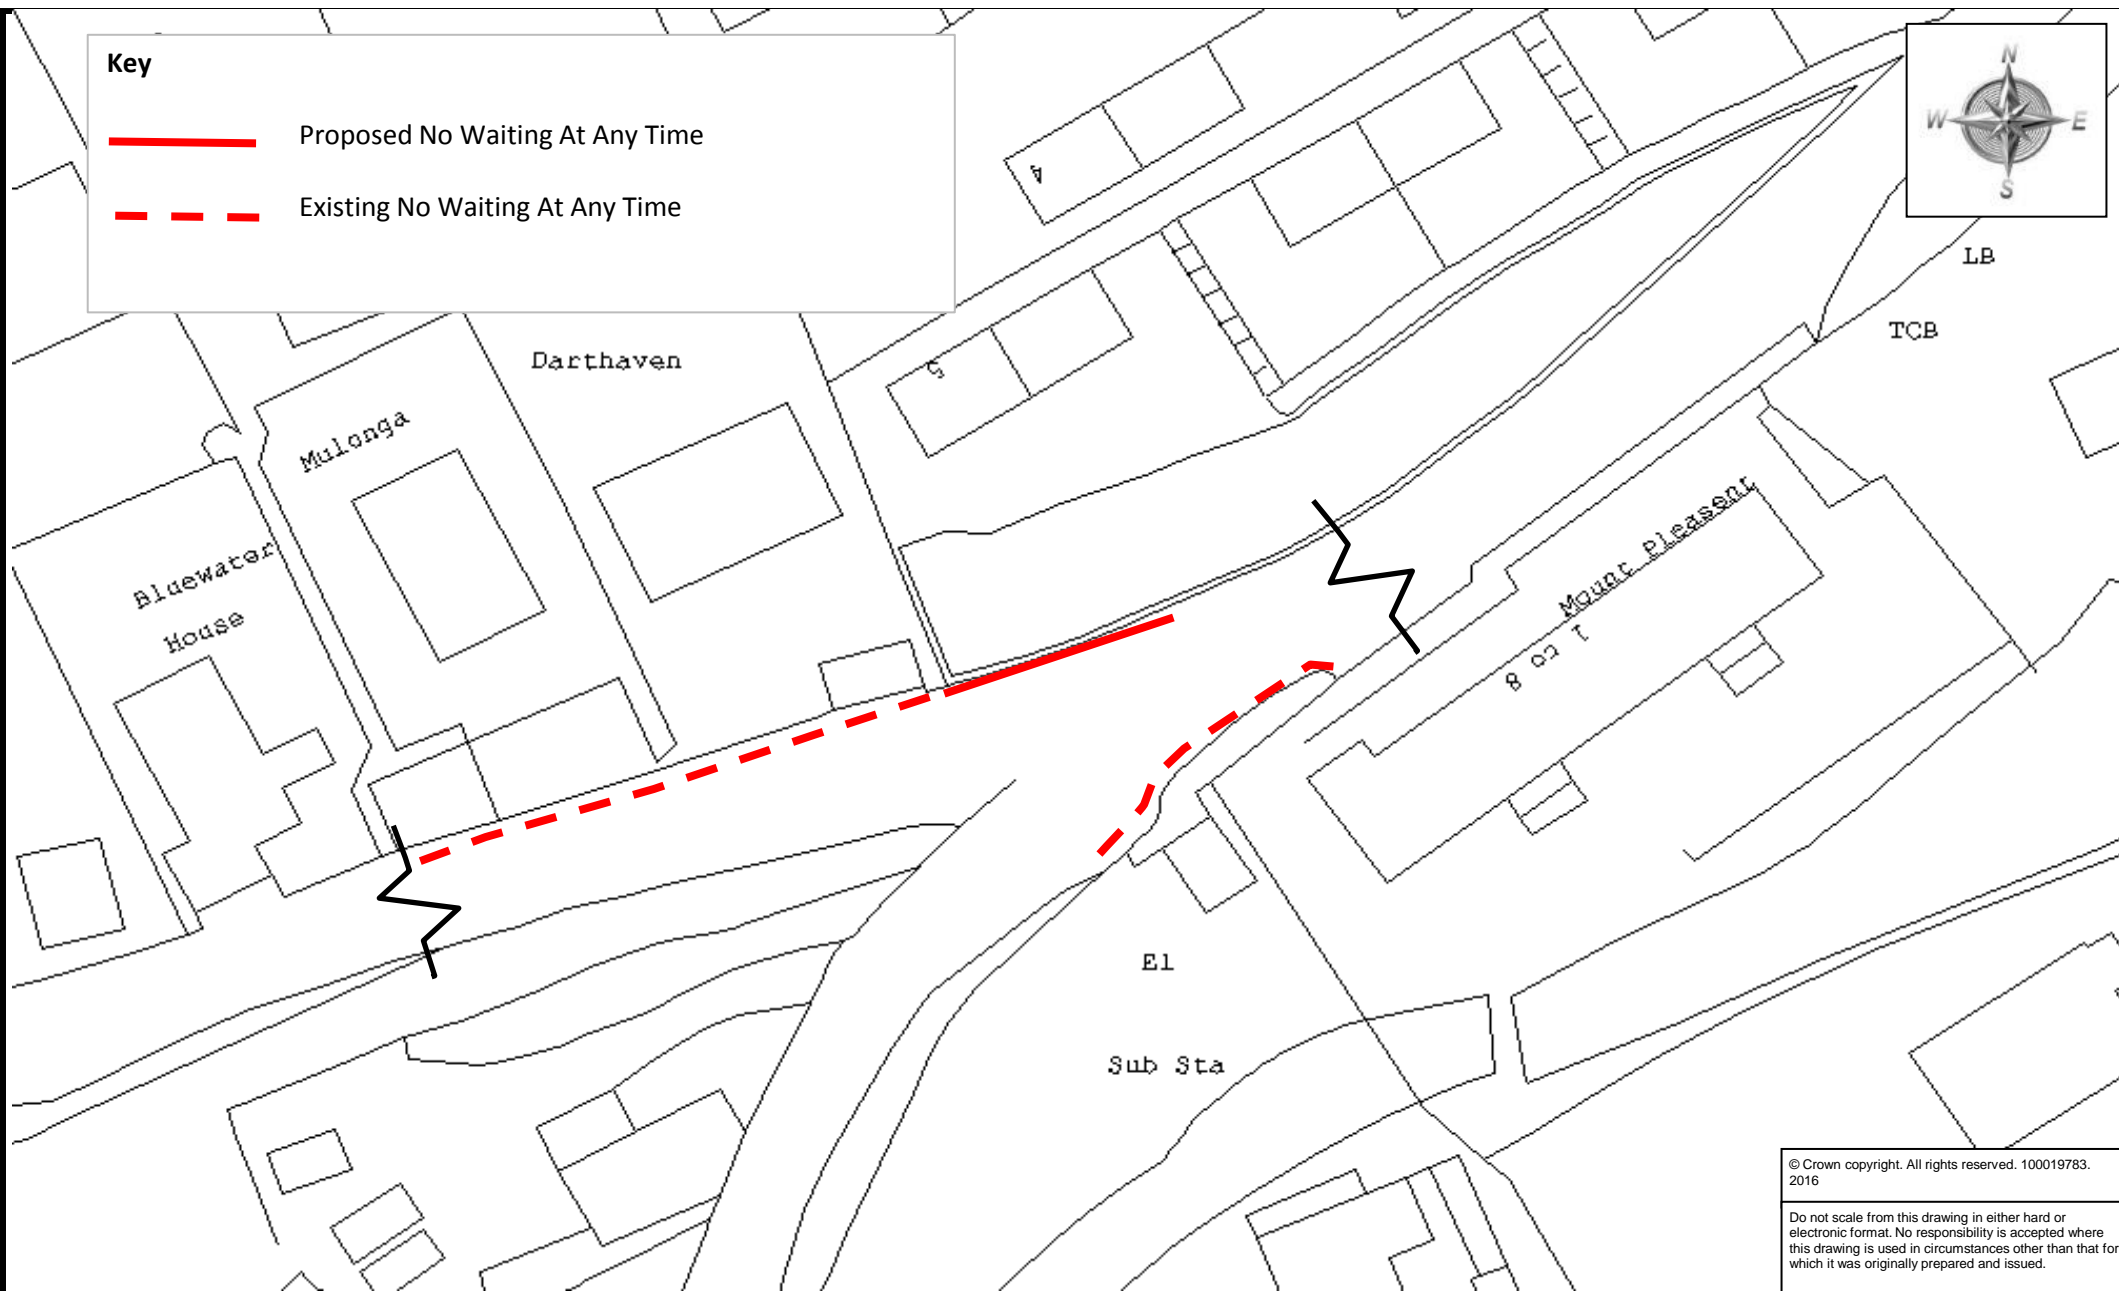 Key
Proposed No Waiting At Any Time
Existing No Waiting At Any Time
N
W
E
S
4
LB
TCB
Darthaven
5
Mulonga
Bluewater
House
Mount Pleasent
1 to 8
El
Sub Sta
© Crown copyright. All rights reserved. 100019783.
2016
Do not scale from this drawing in either hard or
electronic format. No responsibility is accepted where
this drawing is used in circumstances other than that for
which it was originally prepared and issued.